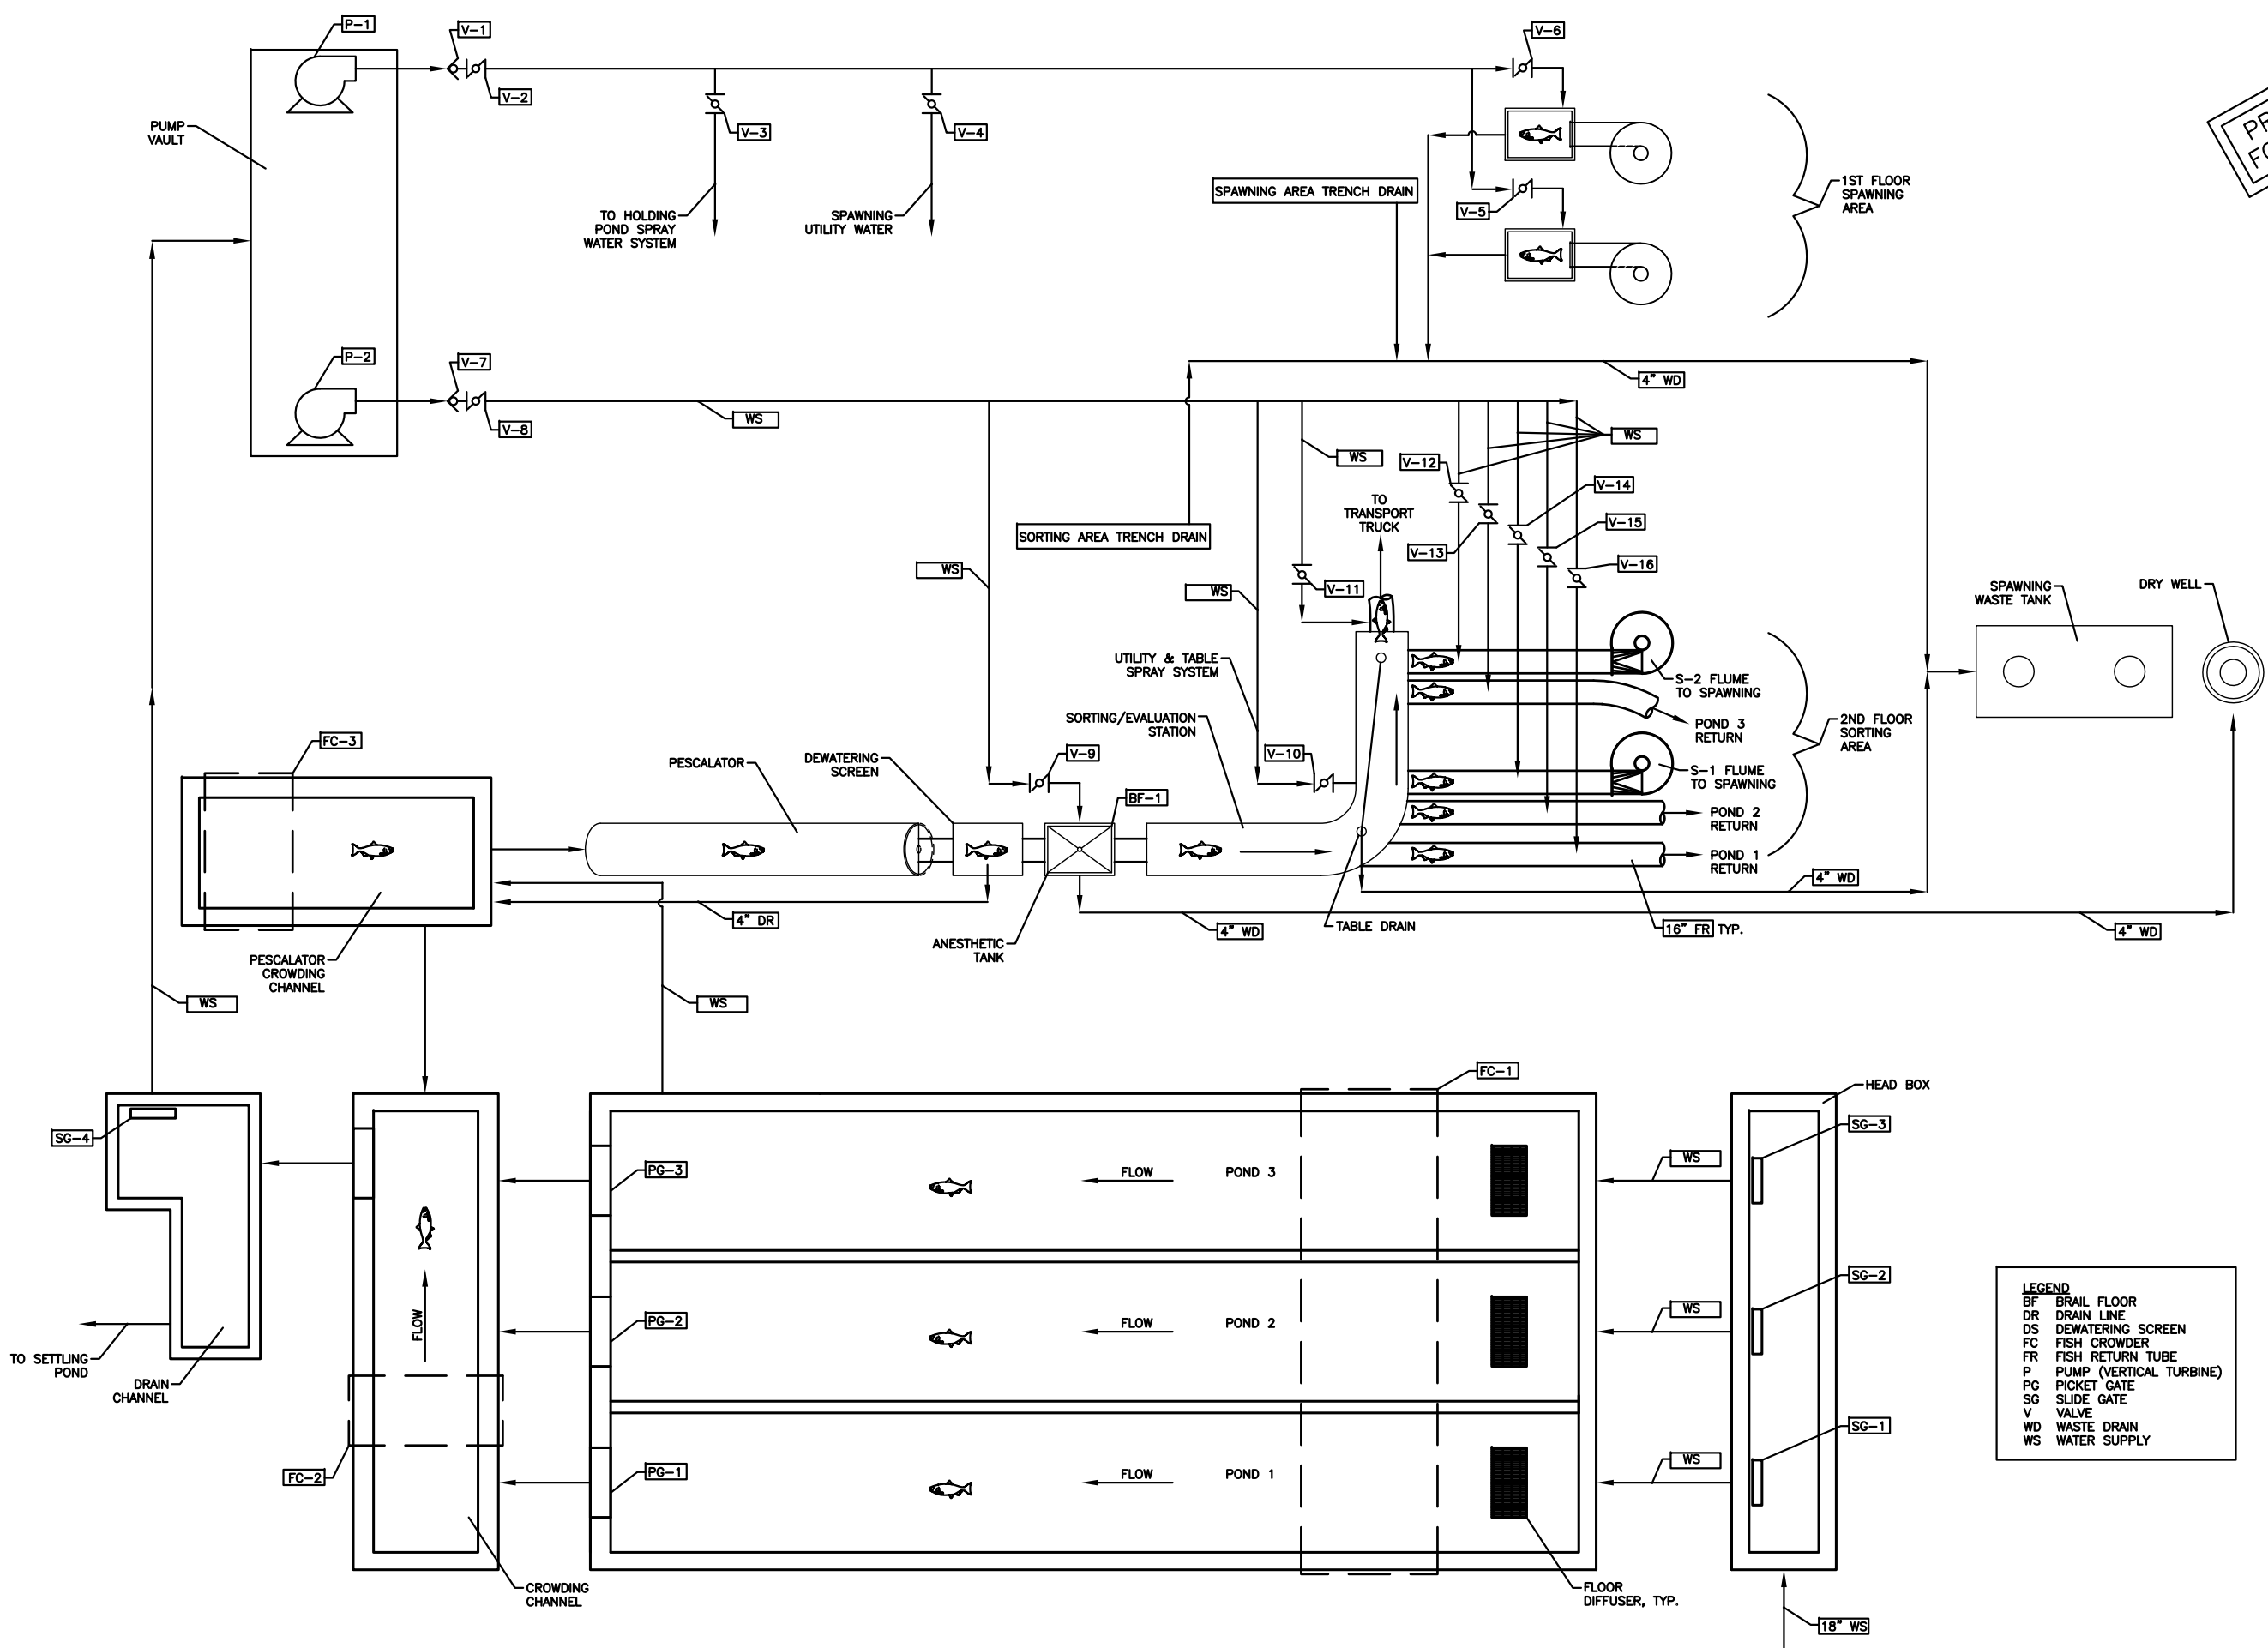 P-1
V-1
V-6
V-2
PUMP
VAULT
V-3
V-4
1ST FLOOR
SPAWNING
AREA
SPAWNING AREA TRENCH DRAIN
V-5
TO HOLDING
POND SPRAY
WATER SYSTEM
SPAWNING
UTILITY WATER
P-2
V-7
4" WD
V-8
WS
WS
WS
V-12
V-14
TO
TRANSPORT
TRUCK
V-15
SORTING AREA TRENCH DRAIN
V-13
V-16
WS
WS
V-11
SPAWNING
WASTE TANK
DRY WELL
UTILITY & TABLE
SPRAY SYSTEM
S-2 FLUME
TO SPAWNING
SORTING/EVALUATION
STATION
POND 3
RETURN
2ND FLOOR
SORTING
AREA
FC-3
PESCALATOR
DEWATERING
SCREEN
V-9
V-10
S-1 FLUME
TO SPAWNING
BF-1
POND 2
RETURN
POND 1
RETURN
4" WD
4" DR
ANESTHETIC
TANK
4" WD
TABLE DRAIN
16" FR TYP.
4" WD
PESCALATOR
CROWDING
CHANNEL
WS
WS
FC-1
HEAD BOX
SG-4
SG-3
PG-3
FLOW
POND 3
WS
SG-2
FLOW
PG-2
FLOW
POND 2
WS
TO SETTLING
POND
DRAIN
CHANNEL
SG-1
FC-2
PG-1
FLOW
POND 1
WS
CROWDING
CHANNEL
FLOOR
DIFFUSER, TYP.
18" WS
LEGEND
BF BRAIL FLOOR
DR DRAIN LINE
DS DEWATERING SCREEN
FC FISH CROWDER
FR FISH RETURN TUBE
P PUMP (VERTICAL TURBINE)
PG PICKET GATE
SG SLIDE GATE
V VALVE
WD WASTE DRAIN
WS WATER SUPPLY